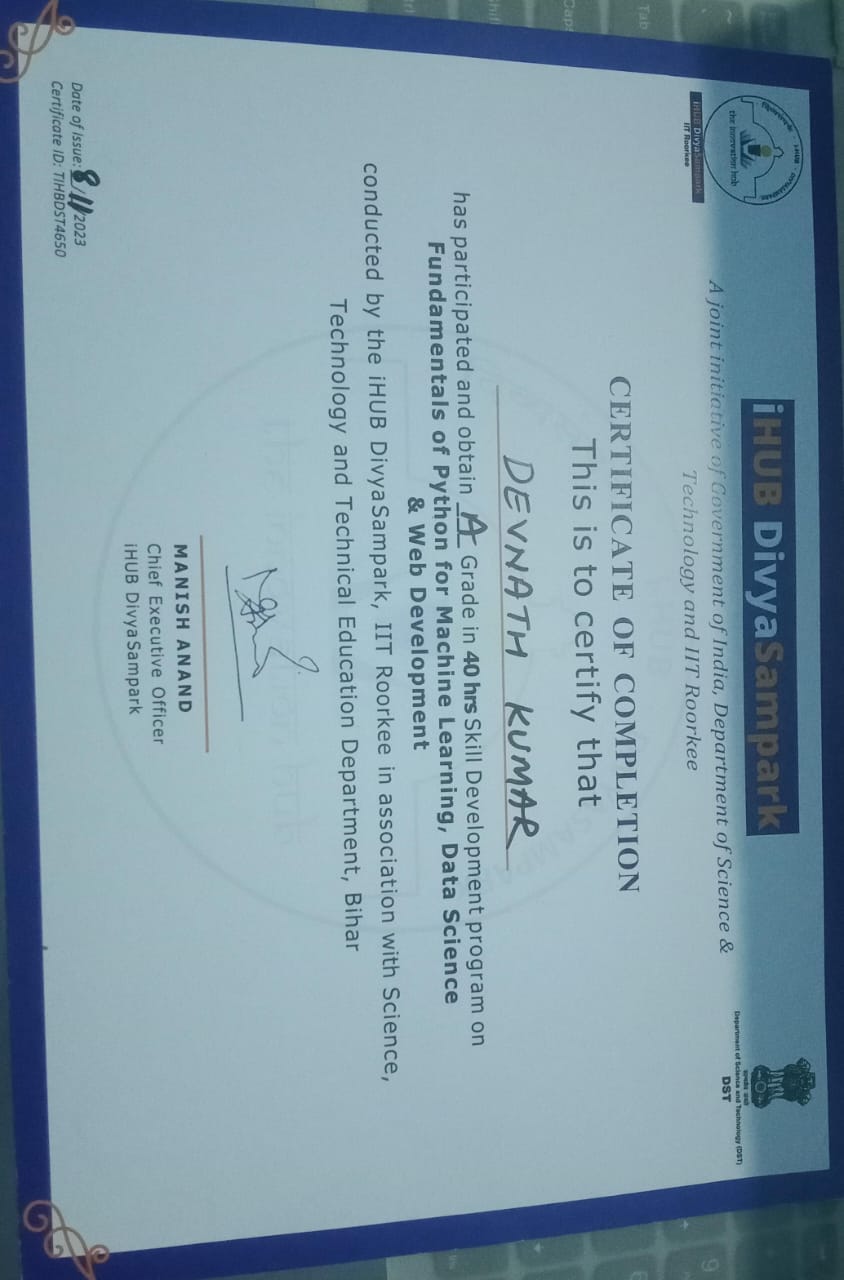 iHUB DivyaSampark
the innovation hub
iHUB DivyaSampark
IIT Roorkee
A joint initiative of Government of India, Department of Science &
Technology and IIT Roorkee
DST
Department of Science and Technology (DST)
CERTIFICATE OF COMPLETION
This is to certify that
DEVNATH KUMAR
has participated and obtain A Grade in 40 hrs Skill Development program on
Fundamentals of Python for Machine Learning, Data Science
& Web Development
conducted by the iHUB DivyaSampark, IIT Roorkee in association with Science,
Technology and Technical Education Department, Bihar
MANISH ANAND
Chief Executive Officer
iHUB DivyaSampark
Date of Issue: 8/11/2023
Certificate ID: TIHBDST4650
Tab